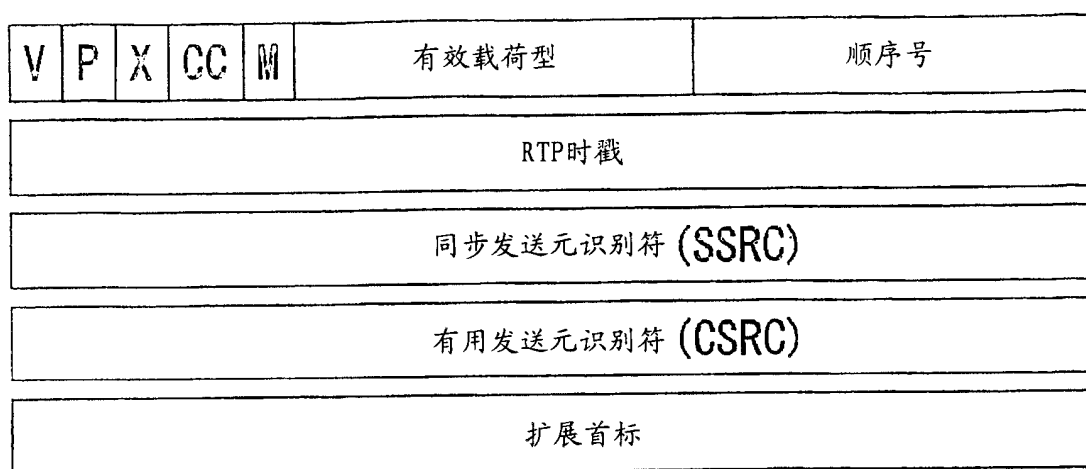 V P X CC M 有效载荷型 顺序号
RTP时戳
同步发送元识别符(SSRC)
有用发送元识别符(CSRC)
扩展首标